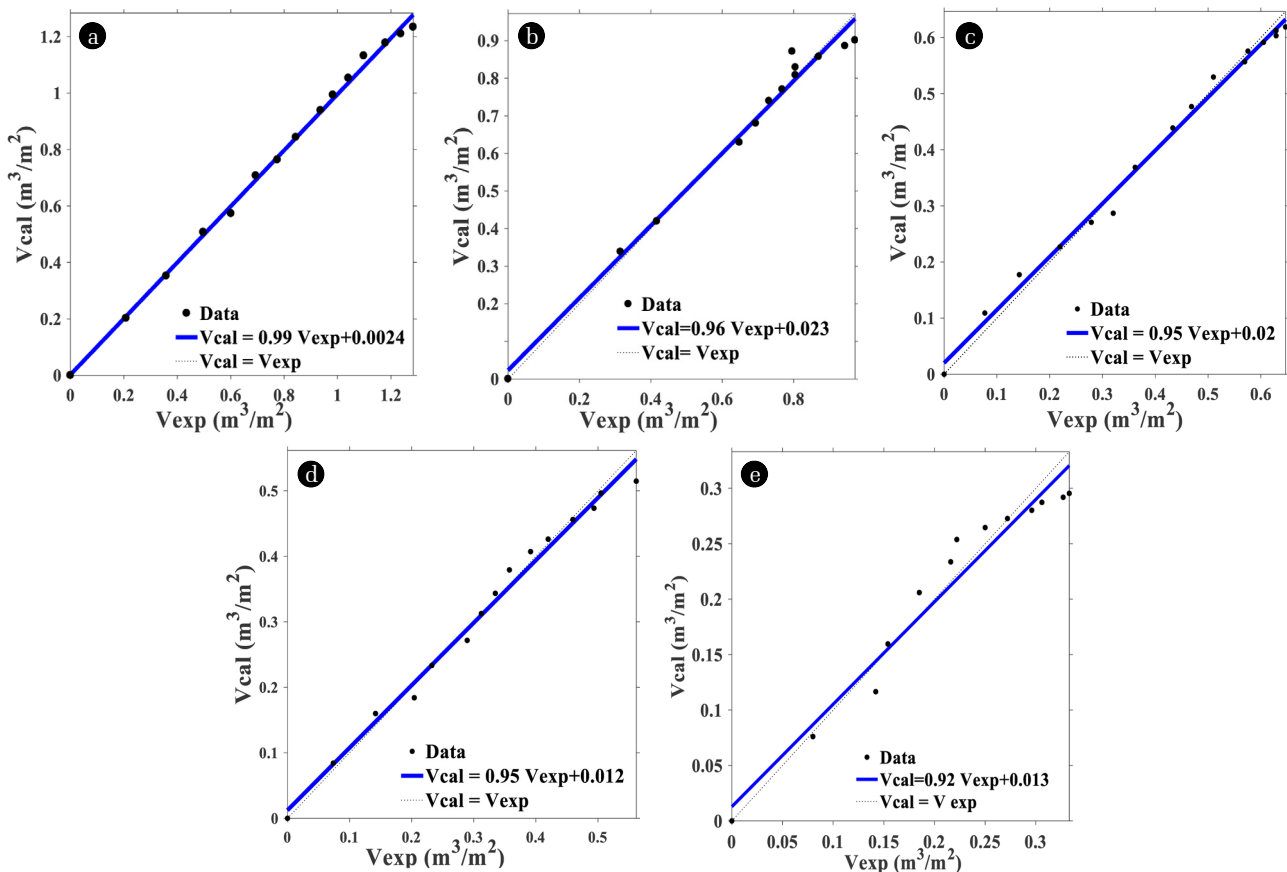 a
1.2
1
0.8
0.6
0.4
0.2
0
0 0.2 0.4 0.6 0.8 1 1.2
Vcal (m³/m²)
Vexp (m³/m²)
Data
Vcal = 0.99 Vexp+0.0024
Vcal = Vexp
b
0.9
0.8
0.7
0.6
0.5
0.4
0.3
0.2
0
0 0.2 0.4 0.6 0.8
Vcal (m³/m²)
Vexp (m³/m²)
Data
Vcal=0.96 Vexp+0.023
Vcal= Vexp
c
0.6
0.5
0.4
0.3
0.2
0.1
0
0 0.1 0.2 0.3 0.4 0.5 0.6
Vcal (m³/m²)
Vexp (m³/m²)
Data
Vcal = 0.95 Vexp+0.02
Vcal = Vexp
d
0.5
0.4
0.3
0.2
0.1
0
0 0.1 0.2 0.3 0.4 0.5
Vcal (m³/m²)
Vexp (m³/m²)
Data
Vcal = 0.95 Vexp+0.012
Vcal = Vexp
e
0.3
0.25
0.2
0.15
0.1
0.05
0
0 0.05 0.1 0.15 0.2 0.25 0.3
Vcal (m³/m²)
Vexp (m³/m²)
Data
Vcal=0.92 Vexp+0.013
Vcal = V exp